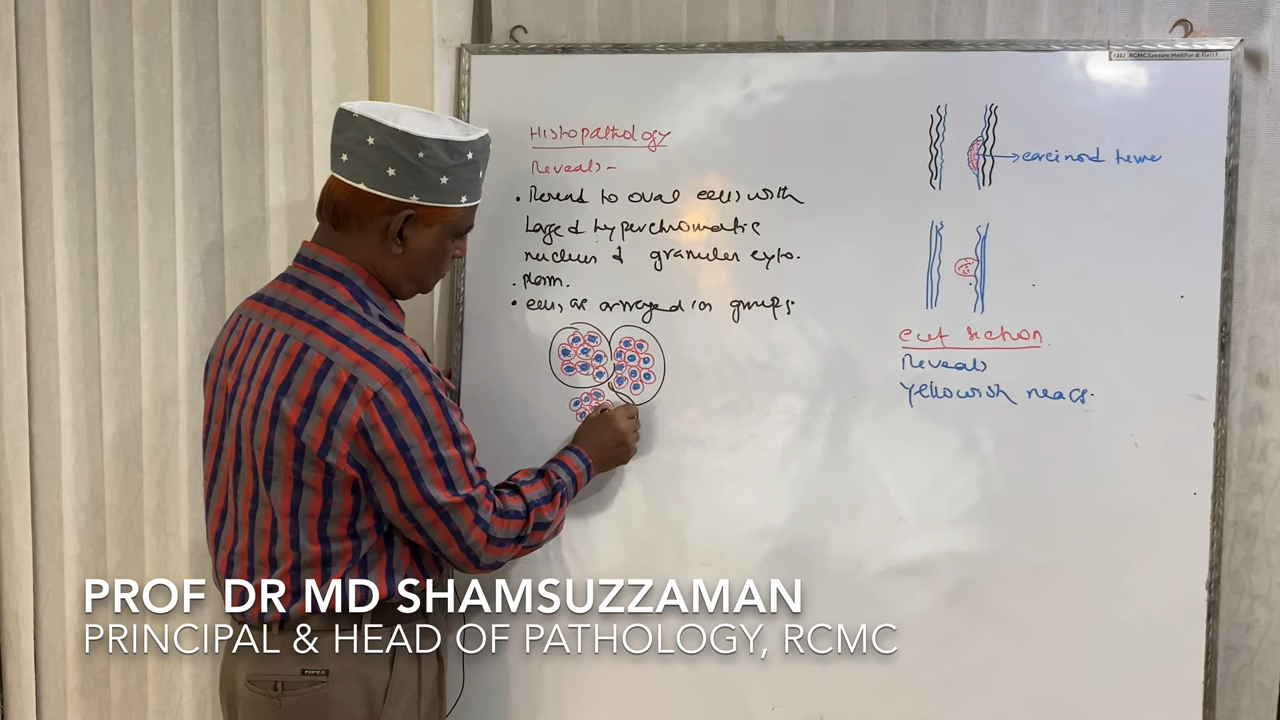 Histopathology
Reveals -
• Round to oval cells with
Large & hyperchromatic
nucleus & granular cyto.
. plasm.
• cells are arranged in groups.
→ carcinoid tumor
cut section
Reveals
Yellowish mass.
PROF DR MD SHAMSUZZAMAN
PRINCIPAL & HEAD OF PATHOLOGY, RCMC